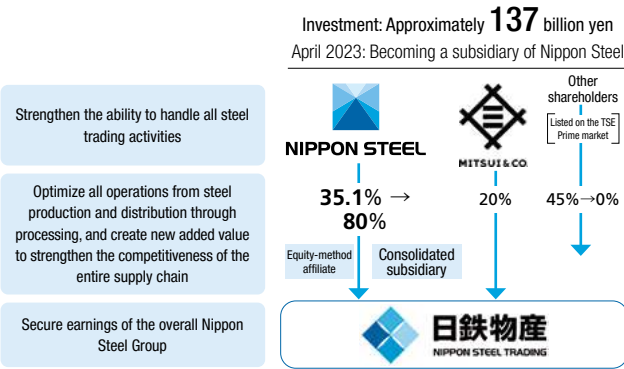 Investment: Approximately 137 billion yen
April 2023: Becoming a subsidiary of Nippon Steel
Strengthen the ability to handle all steel
trading activities
Optimize all operations from steel
production and distribution through
processing, and create new added value
to strengthen the competitiveness of the
entire supply chain
Secure earnings of the overall Nippon
Steel Group
NIPPON STEEL
MITSUI & CO.
Other
shareholders
Listed on the TSE
Prime market
35.1% →
80%
20%
45%→0%
Equity-method
affiliate
Consolidated
subsidiary
日鉄物産
NIPPON STEEL TRADING